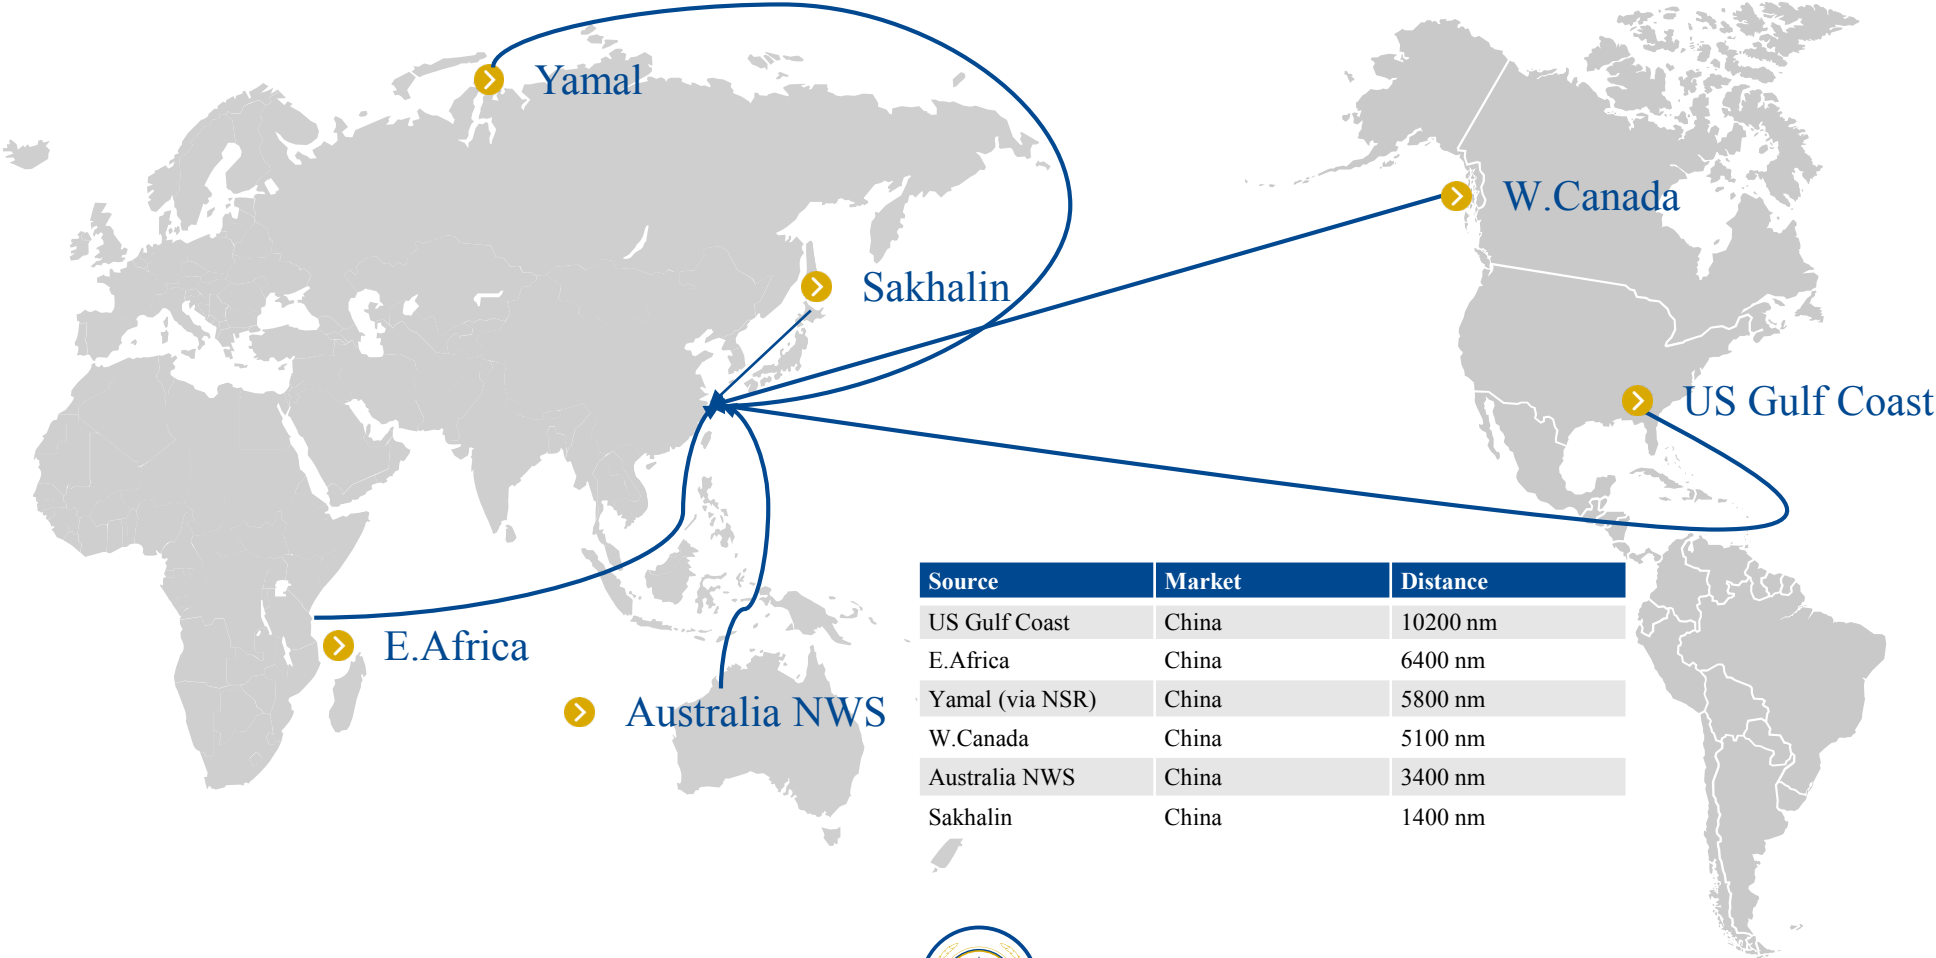 Yamal
W.Canada
Sakhalin
US Gulf Coast
E.Africa
Australia NWS
Source Market Distance
US Gulf Coast China 10200 nm
E.Africa China 6400 nm
Yamal (via NSR) China 5800 nm
W.Canada China 5100 nm
Australia NWS China 3400 nm
Sakhalin China 1400 nm